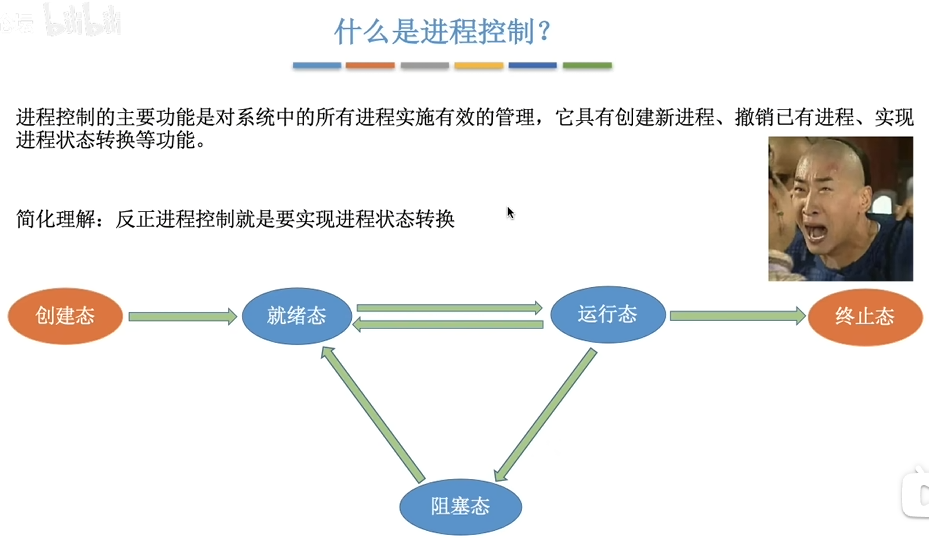 bilibili
什么是进程控制？
进程控制的主要功能是对系统中的所有进程实施有效的管理，它具有创建新进程、撤销已有进程、实现
进程状态转换等功能。
简化理解：反正进程控制就是要实现进程状态转换
创建态
就绪态
运行态
终止态
阻塞态